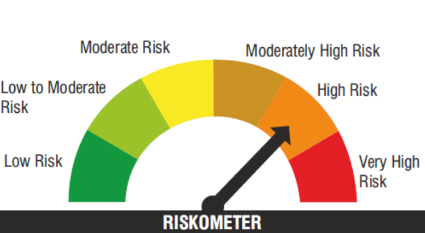 Moderate Risk
Moderately High Risk
Low to Moderate
Risk
High Risk
Low Risk
Very High
Risk
RISKOMETER